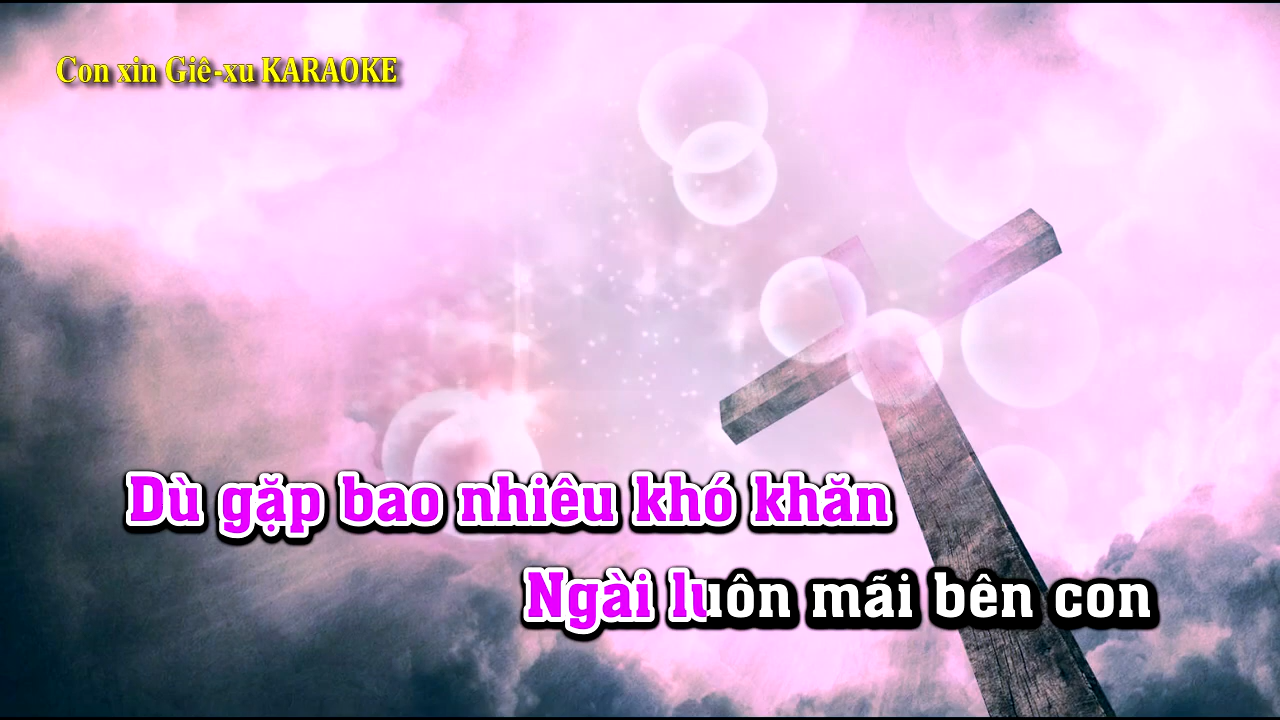 Con xin Giê-xu KARAOKE
Dù gặp bao nhiêu khó khăn
Ngài luôn mãi bên con